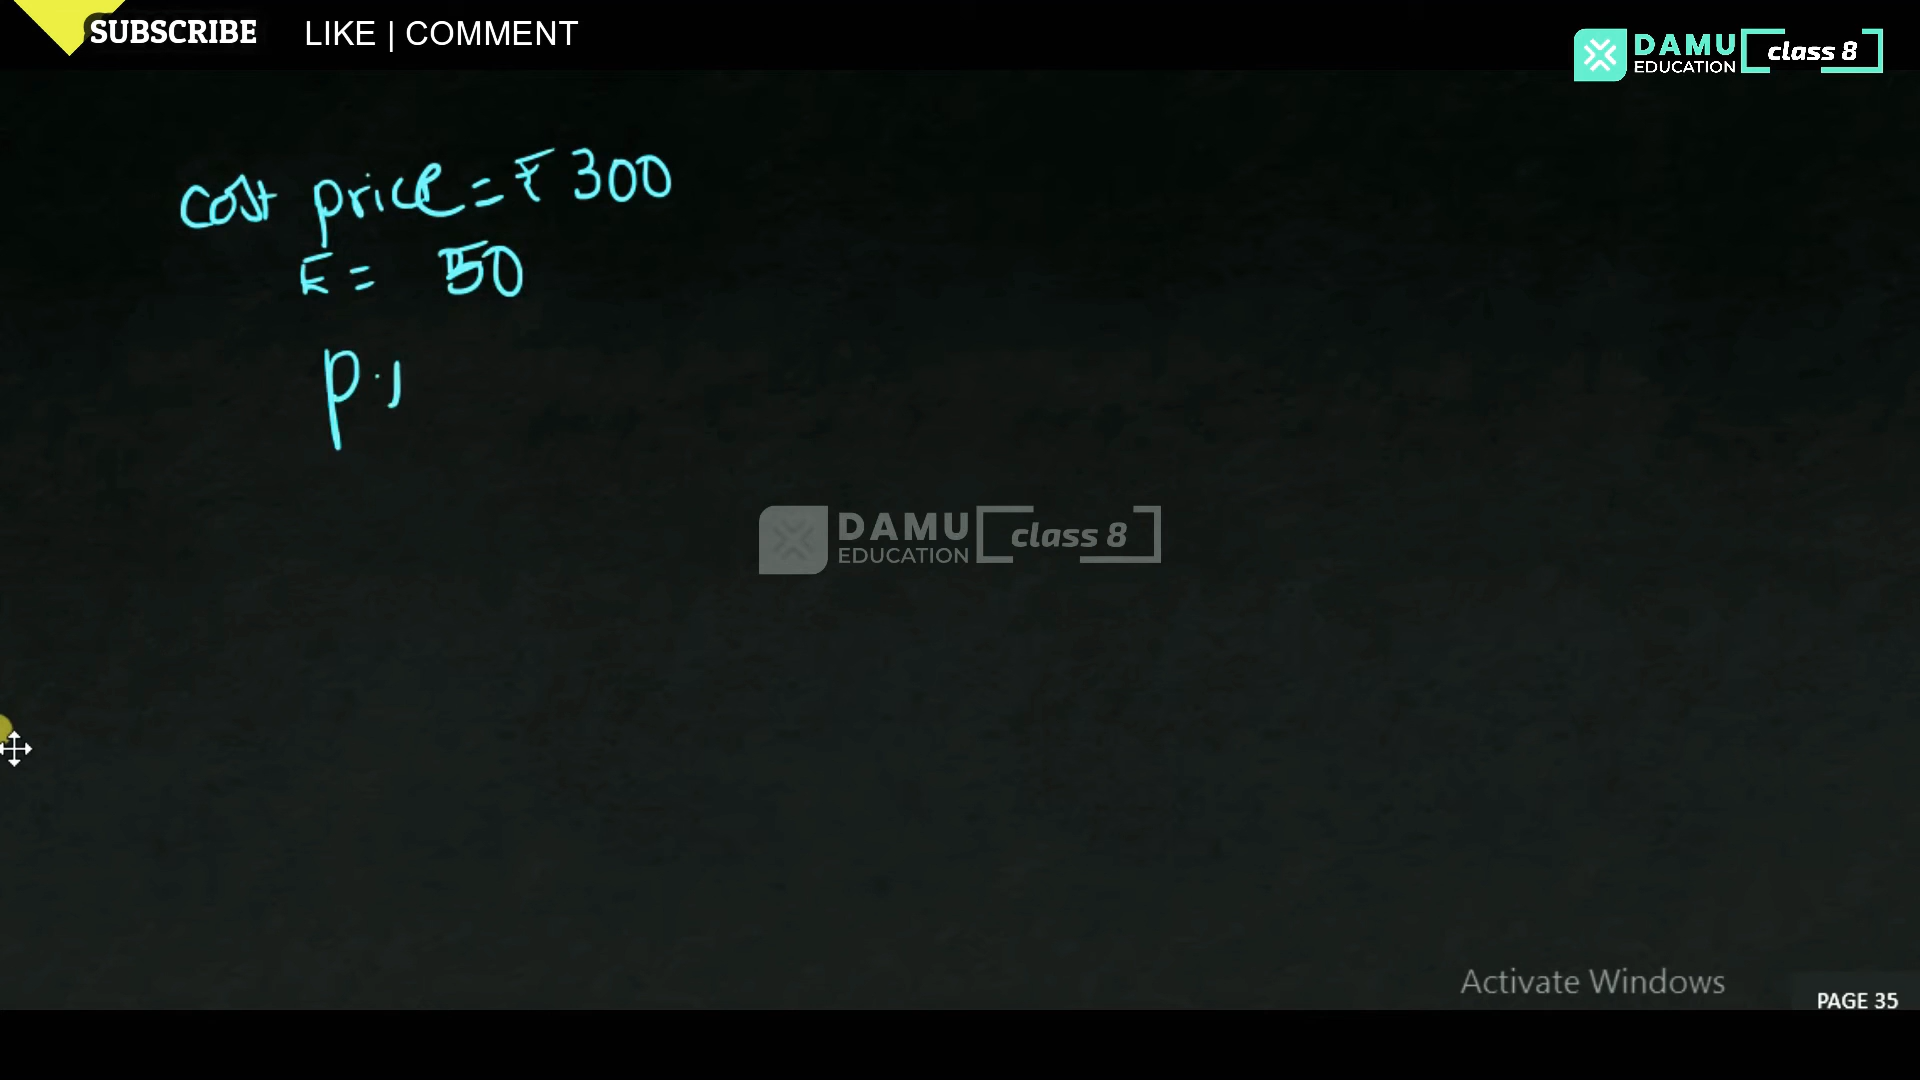 SUBSCRIBE LIKE | COMMENT
DAMU EDUCATION class 8
cost price = ₹ 300
E = 50
P.
DAMU EDUCATION class 8
Activate Windows
PAGE 35